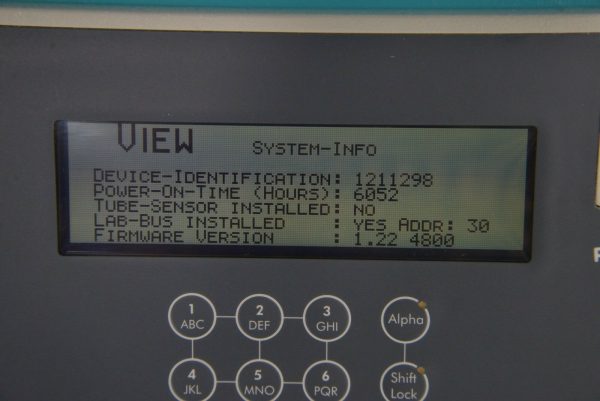 VIEW SYSTEM-INFO
DEVICE-IDENTIFICATION: 1211298
POWER-ON-TIME (HOURS): 6052
TUBE-SENSOR INSTALLED: NO
LAB-BUS INSTALLED : YES ADDR: 30
FIRMWARE VERSION : 1.22 4800
1 ABC
2 DEF
3 GHI
Alpha
4 JKL
5 MNO
6 PQR
Shift Lock